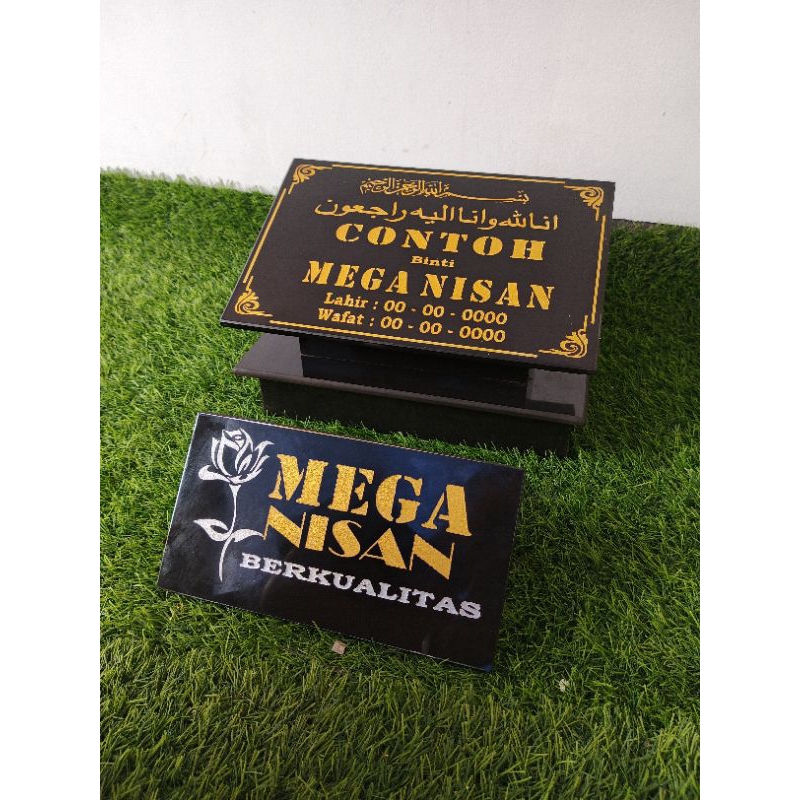 بسم الله الرحمن الرحيم
انا لله وانا اليه راجعون
CONTOH
Binti
MEGA NISAN
Lahir : 00 - 00 - 0000
Wafat : 00 - 00 - 0000
MEGA
NISAN
BERKUALITAS